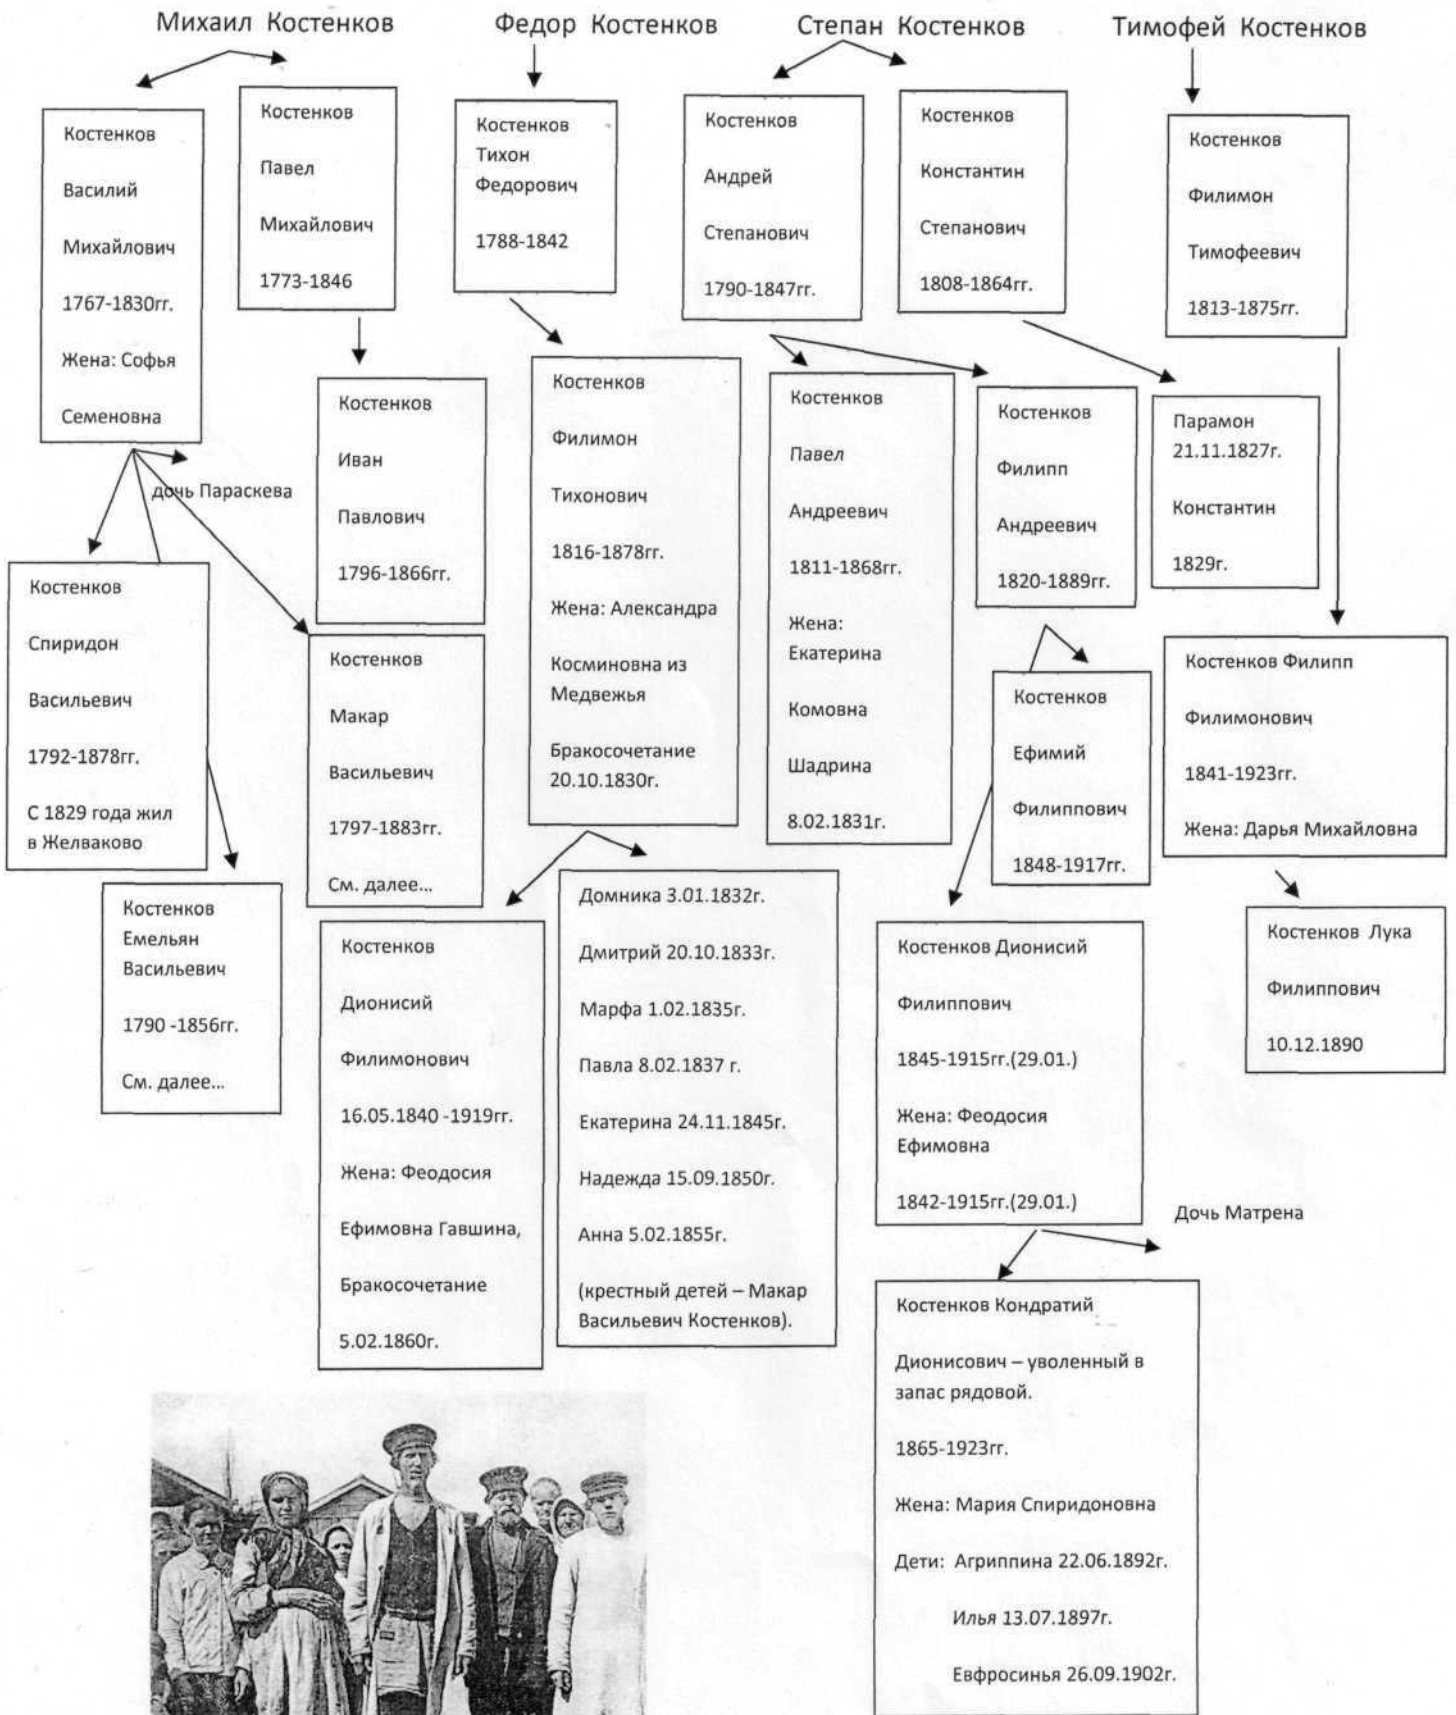 Михаил Костенков
Федор Костенков
Степан Костенков
Тимофей Костенков
Костенков
Василий
Михайлович
1767-1830гг.
Жена: Софья
Семеновна
Костенков
Павел
Михайлович
1773-1846
Костенков
Тихон
Федорович
1788-1842
Костенков
Андрей
Степанович
1790-1847гг.
Костенков
Константин
Степанович
1808-1864гг.
Костенков
Филимон
Тимофеевич
1813-1875гг.
дочь Параскева
Костенков
Иван
Павлович
1796-1866гг.
Костенков
Филимон
Тихонович
1816-1878гг.
Жена: Александра
Косминовна из
Медвежья
Бракосочетание
20.10.1830г.
Костенков
Павел
Андреевич
1811-1868гг.
Жена:
Екатерина
Комовна
Шадрина
8.02.1831г.
Костенков
Филипп
Андреевич
1820-1889гг.
Парамон
21.11.1827г.
Константин
1829г.
Костенков
Спиридон
Васильевич
1792-1878гг.
С 1829 года жил
в Желваково
Костенков
Макар
Васильевич
1797-1883гг.
См. далее...
Костенков
Ефимий
Филиппович
1848-1917гг.
Костенков Филипп
Филимонович
1841-1923гг.
Жена: Дарья Михайловна
Костенков
Емельян
Васильевич
1790 -1856гг.
См. далее...
Костенков
Дионисий
Филимонович
16.05.1840 -1919гг.
Жена: Феодосия
Ефимовна Гавшина,
Бракосочетание
5.02.1860г.
Домника 3.01.1832г.
Дмитрий 20.10.1833г.
Марфа 1.02.1835г.
Павла 8.02.1837 г.
Екатерина 24.11.1845г.
Надежда 15.09.1850г.
Анна 5.02.1855г.
(крестный детей – Макар
Васильевич Костенков).
Костенков Дионисий
Филиппович
1845-1915гг.(29.01.)
Жена: Феодосия
Ефимовна
1842-1915гг.(29.01.)
Костенков Лука
Филиппович
10.12.1890
Дочь Матрена
Костенков Кондратий
Дионисович – уволенный в
запас рядовой.
1865-1923гг.
Жена: Мария Спиридоновна
Дети: Агриппина 22.06.1892г.
Илья 13.07.1897г.
Евфросинья 26.09.1902г.